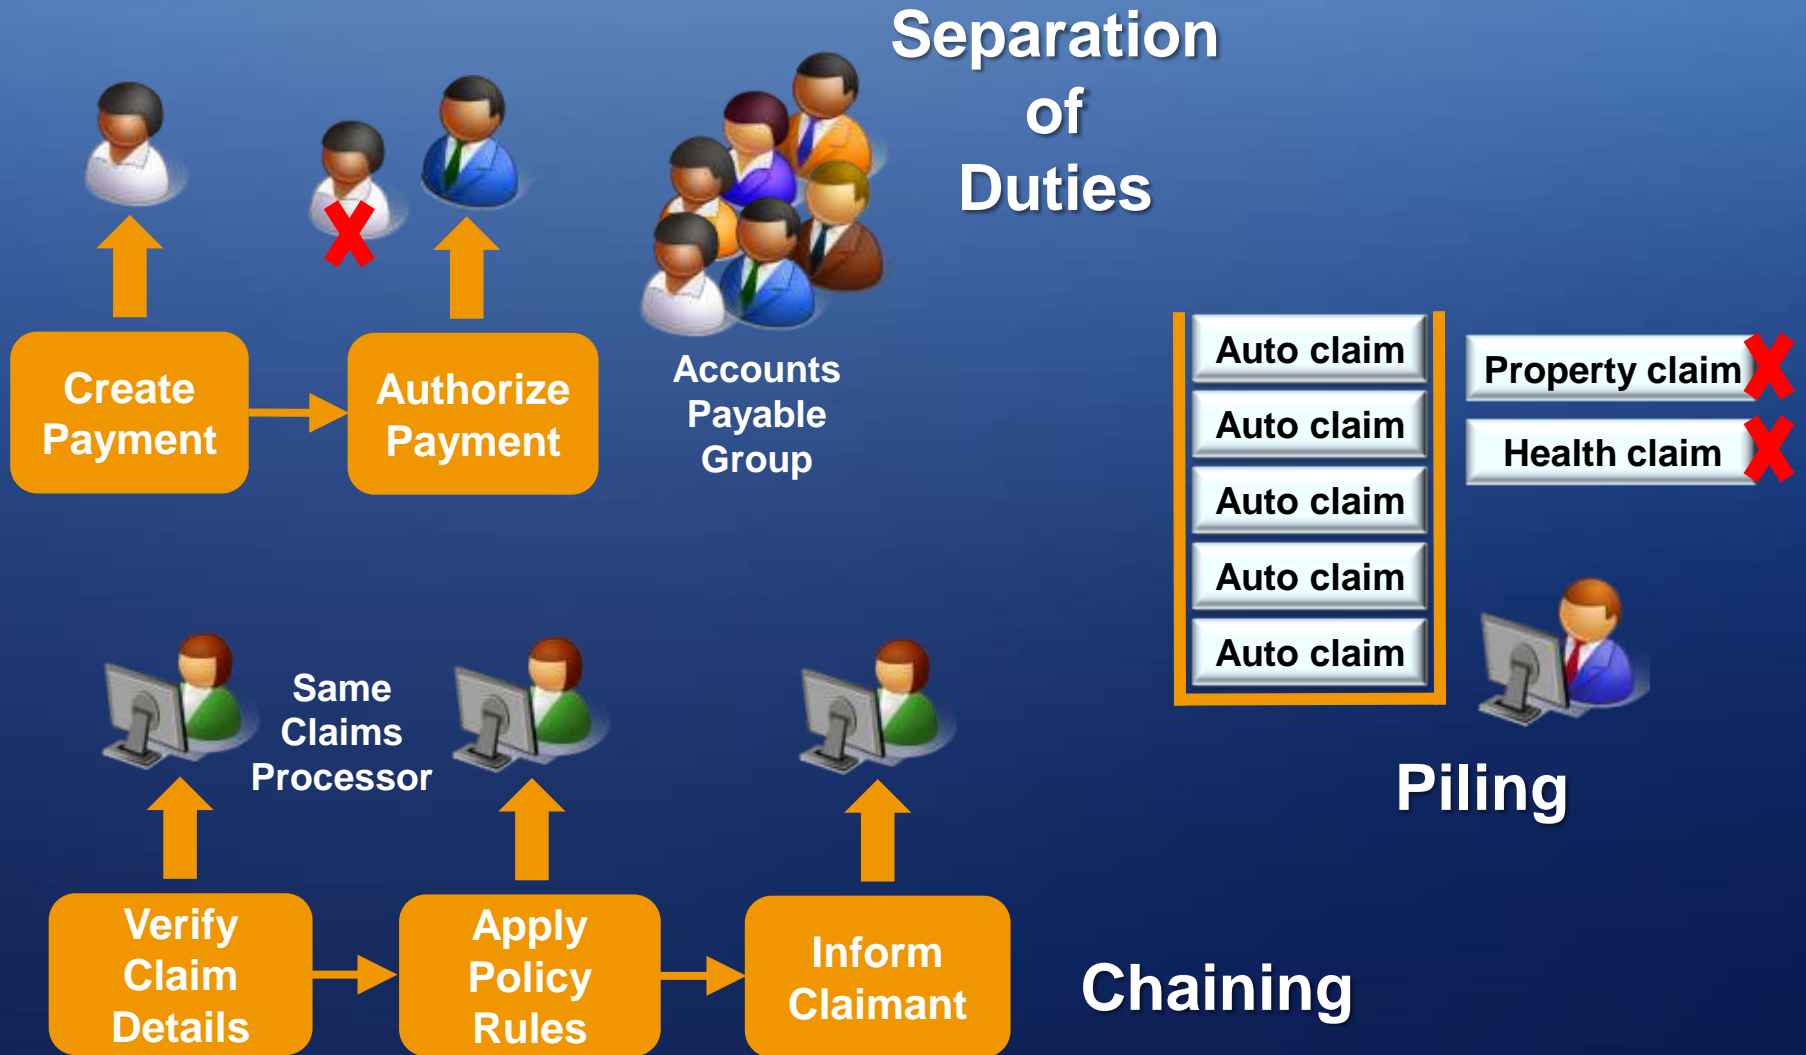 Separation
of
Duties
Create
Payment
Authorize
Payment
Accounts
Payable
Group
Auto claim
Auto claim
Auto claim
Auto claim
Auto claim
Property claim
Health claim
Piling
Same
Claims
Processor
Verify
Claim
Details
Apply
Policy
Rules
Inform
Claimant
Chaining